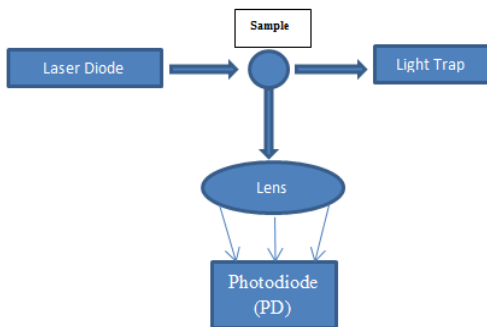 Sample
Laser Diode
Light Trap
Lens
Photodiode
(PD)